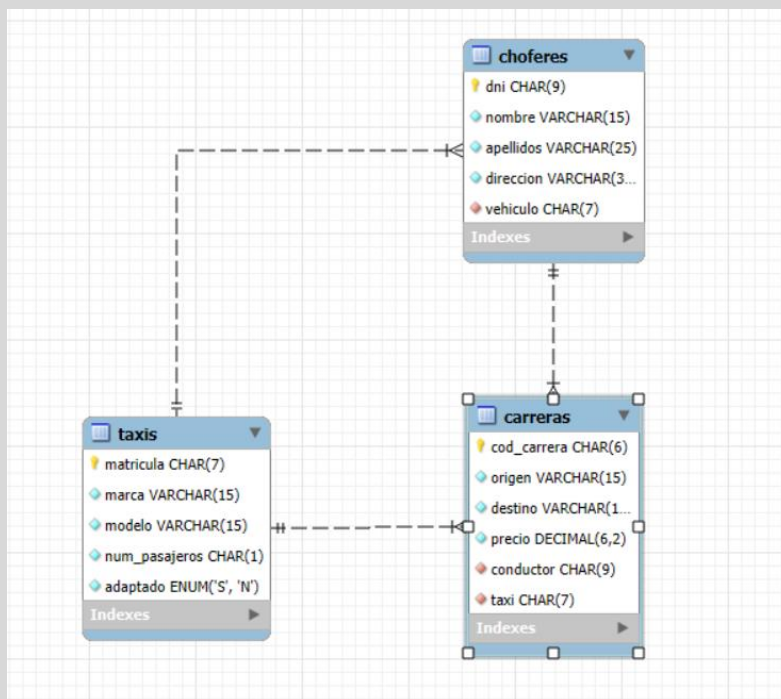 choferes
dni CHAR(9)
nombre VARCHAR(15)
apellidos VARCHAR(25)
direccion VARCHAR(3...
vehiculo CHAR(7)
Indexes
taxis
matricula CHAR(7)
marca VARCHAR(15)
modelo VARCHAR(15)
num_pasajeros CHAR(1)
adaptado ENUM('S', 'N')
Indexes
carreras
cod_carrera CHAR(6)
origen VARCHAR(15)
destino VARCHAR(1...
precio DECIMAL(6,2)
conductor CHAR(9)
taxi CHAR(7)
Indexes